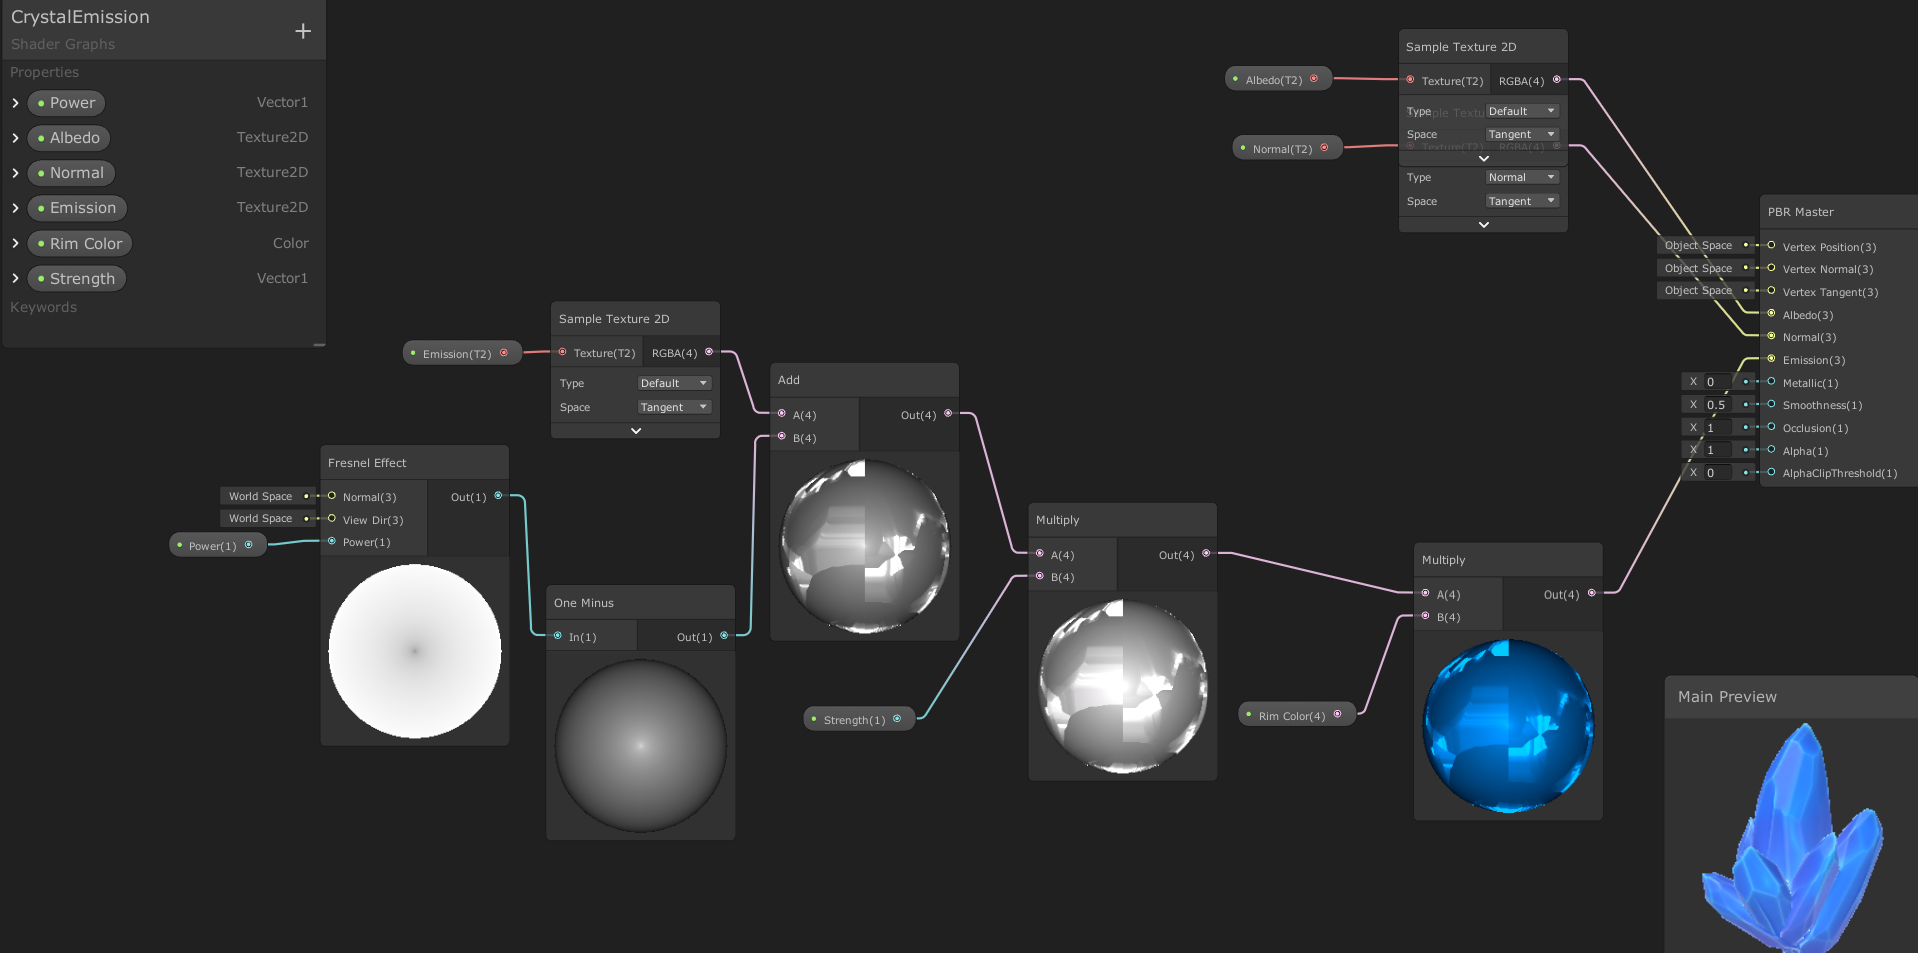 CrystalEmission
+
Shader Graphs
Properties
Power Vector1
Albedo Texture2D
Normal Texture2D
Emission Texture2D
Rim Color Color
Strength Vector1
Keywords
Albedo(T2)
Normal(T2)
Sample Texture 2D
Texture(T2) RGBA(4)
Type Default
Space Tangent
Texture(T2) RGBA(4)
Type Normal
Space Tangent
PBR Master
Object Space Vertex Position(3)
Object Space Vertex Normal(3)
Object Space Vertex Tangent(3)
Albedo(3)
Normal(3)
Emission(3)
X 0 Metallic(1)
X 0.5 Smoothness(1)
X 1 Occlusion(1)
X 1 Alpha(1)
X 0 AlphaClipThreshold(1)
Emission(T2)
Sample Texture 2D
Texture(T2) RGBA(4)
Type Default
Space Tangent
Fresnel Effect
World Space Normal(3) Out(1)
World Space View Dir(3)
Power(1) Power(1)
One Minus
In(1) Out(1)
Add
A(4) Out(4)
B(4)
Strength(1)
Multiply
A(4) Out(4)
B(4)
Rim Color(4)
Multiply
A(4) Out(4)
B(4)
Main Preview